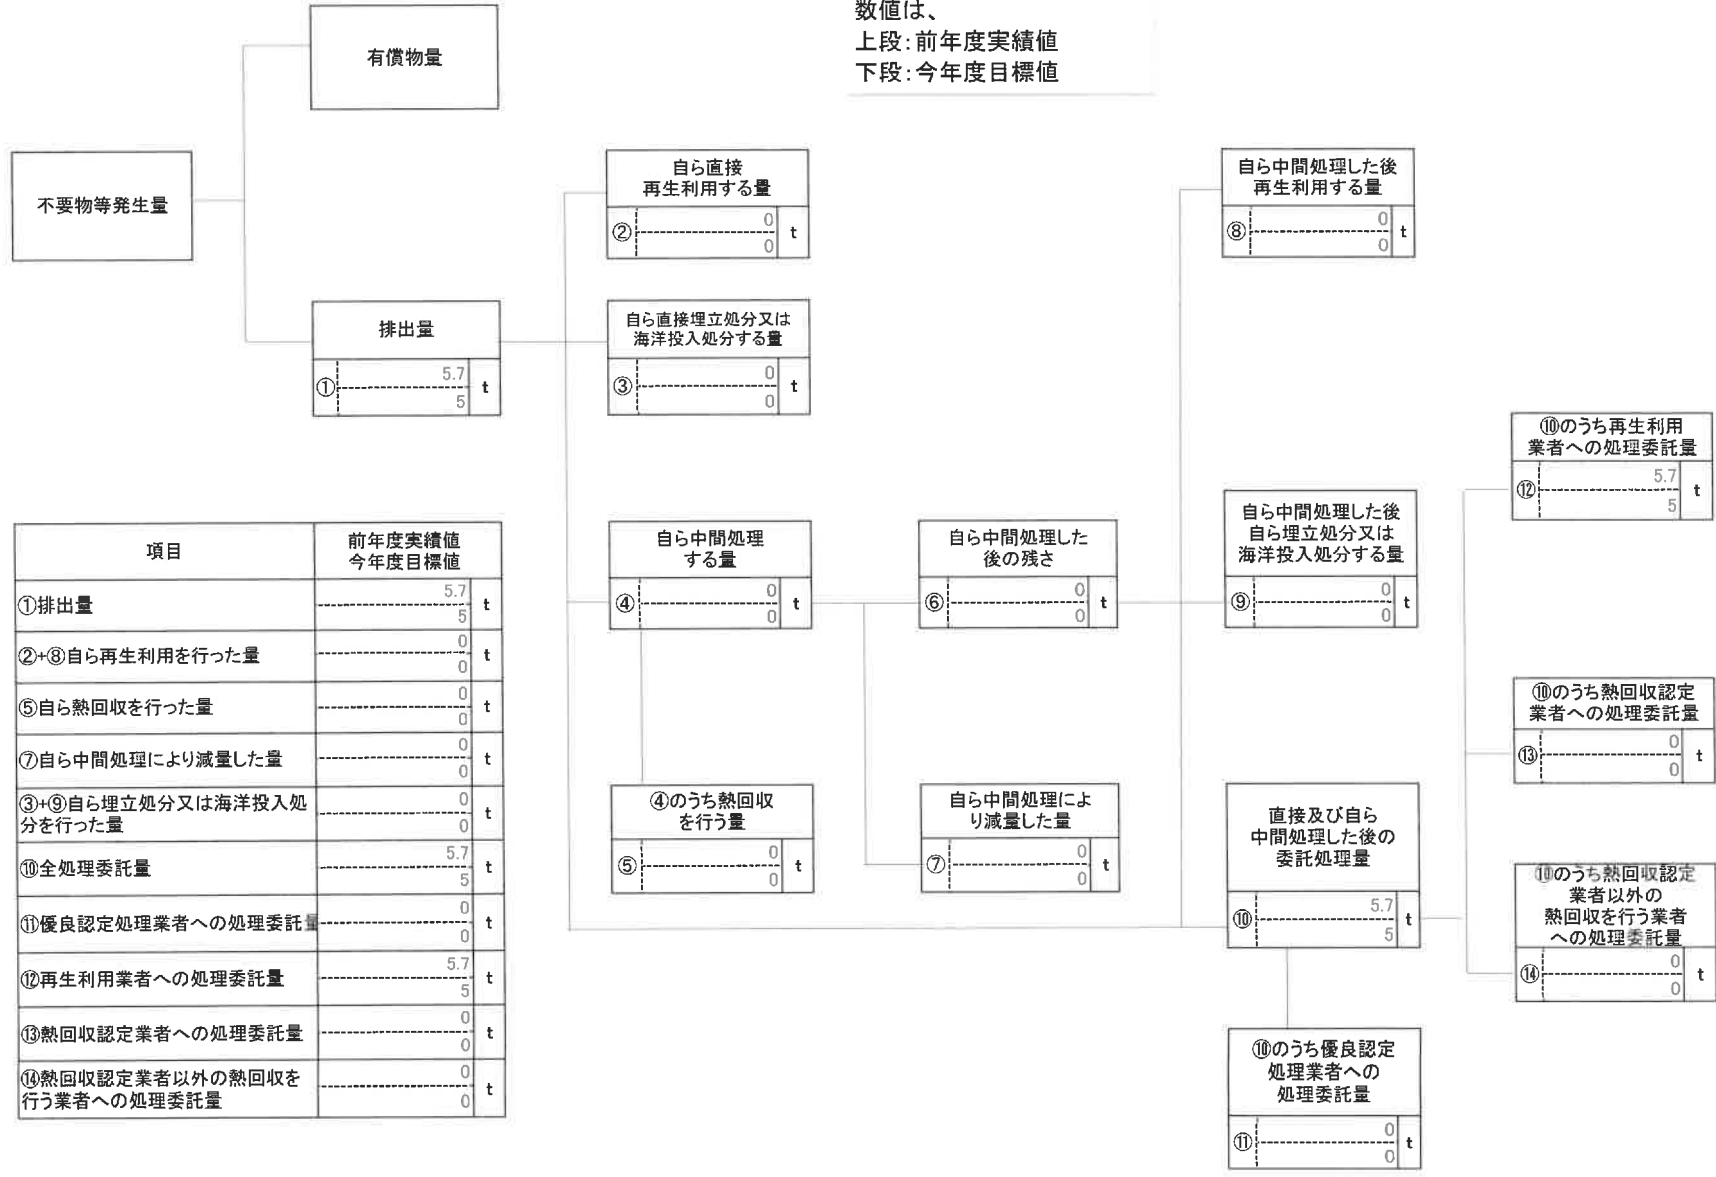 数値は、
上段:前年度実績値
下段:今年度目標値
有償物量
不要物等発生量
排出量
① 5.7 t
5
自ら直接
再生利用する量
② 0 t
0
自ら直接埋立処分又は
海洋投入処分する量
③ 0 t
0
自ら中間処理
する量
④ 0 t
0
④のうち熱回収
を行う量
⑤ 0 t
0
自ら中間処理した
後の残さ
⑥ 0 t
0
自ら中間処理によ
り減量した量
⑦ 0 t
0
自ら中間処理した後
再生利用する量
⑧ 0 t
0
自ら中間処理した後
自ら埋立処分又は
海洋投入処分する量
⑨ 0 t
0
直接及び自ら
中間処理した後の
委託処理量
⑩ 5.7 t
5
⑩のうち優良認定
処理業者への
処理委託量
⑪ 0 t
0
⑩のうち再生利用
業者への処理委託量
⑫ 5.7 t
5
⑩のうち熱回収認定
業者への処理委託量
⑬ 0 t
0
⑩のうち熱回収認定
業者以外の
熱回収を行う業者
への処理委託量
⑭ 0 t
0
項目 前年度実績値
今年度目標値
①排出量 5.7 t
5
②+⑧自ら再生利用を行った量 0 t
0
⑤自ら熱回収を行った量 0 t
0
⑦自ら中間処理により減量した量 0 t
0
③+⑨自ら埋立処分又は海洋投入処
分を行った量 0 t
0
⑩全処理委託量 5.7 t
5
⑪優良認定処理業者への処理委託量 0 t
0
⑫再生利用業者への処理委託量 5.7 t
5
⑬熱回収認定業者への処理委託量 0 t
0
⑭熱回収認定業者以外の熱回収を
行う業者への処理委託量 0 t
0